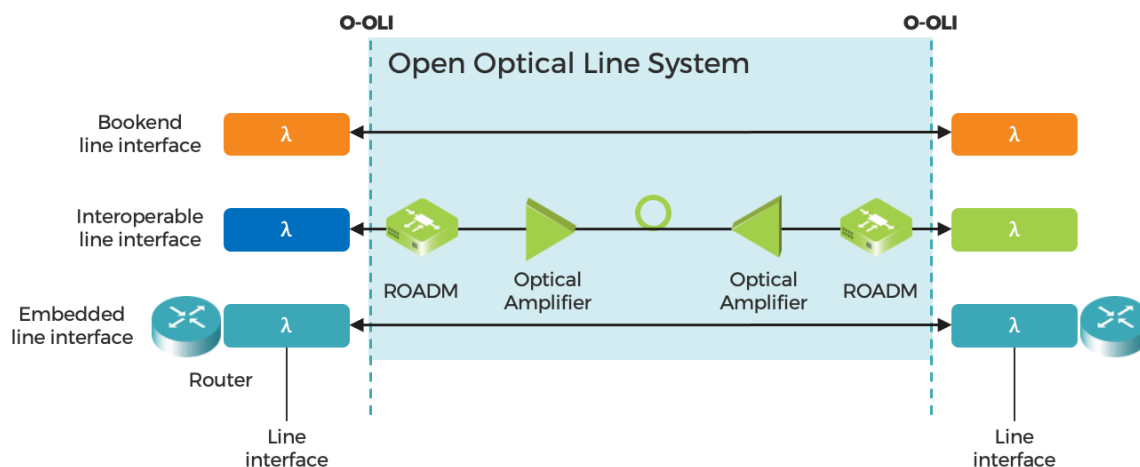 O-OLI
O-OLI
Open Optical Line System
Bookend
line interface
λ
λ
Interoperable
line interface
λ
λ
ROADM
Optical
Amplifier
Optical
Amplifier
ROADM
Embedded
line interface
λ
λ
Router
Line
interface
Line
interface